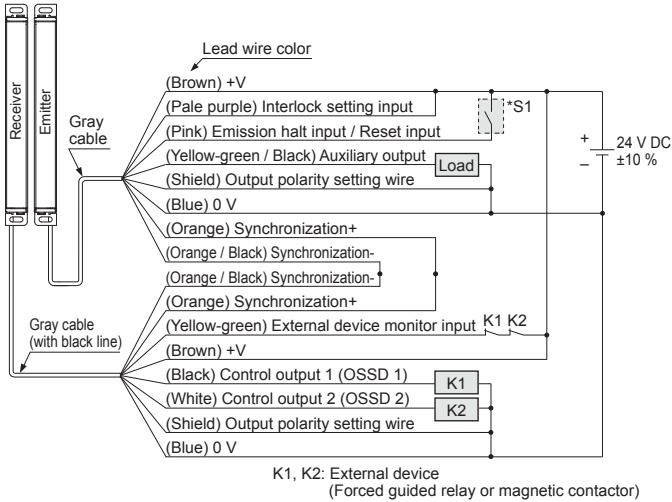 Receiver
Emitter
Lead wire color
Gray
cable
(Brown) +V
(Pale purple) Interlock setting input
(Pink) Emission halt input / Reset input
*S1
(Yellow-green / Black) Auxiliary output
Load
(Shield) Output polarity setting wire
(Blue) 0 V
+
–
24 V DC
±10 %
(Orange) Synchronization+
(Orange / Black) Synchronization-
(Orange / Black) Synchronization-
(Orange) Synchronization+
Gray cable
(with black line)
(Yellow-green) External device monitor input K1 K2
(Brown) +V
(Black) Control output 1 (OSSD 1)
K1
(White) Control output 2 (OSSD 2)
K2
(Shield) Output polarity setting wire
(Blue) 0 V
K1, K2: External device
(Forced guided relay or magnetic contactor)